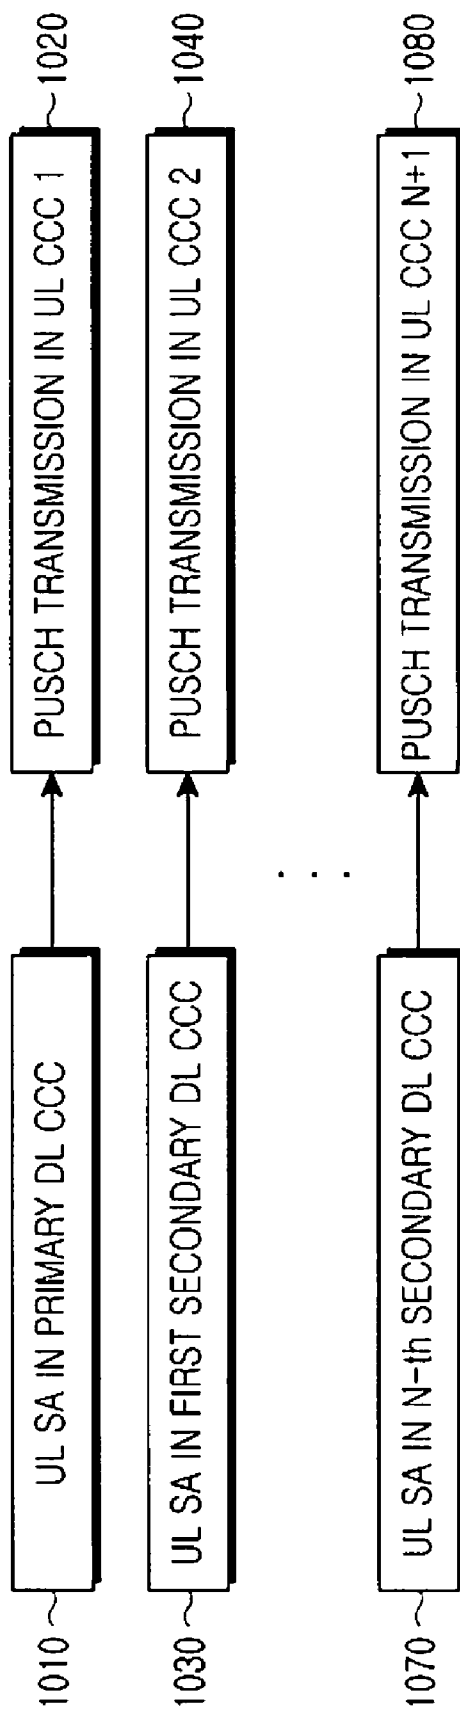 1010 UL SA IN PRIMARY DL CCC PUSCH TRANSMISSION IN UL CCC 1 1020
1030 UL SA IN FIRST SECONDARY DL CCC PUSCH TRANSMISSION IN UL CCC 2 1040
. . .
1070 UL SA IN N-th SECONDARY DL CCC PUSCH TRANSMISSION IN UL CCC N+1 1080